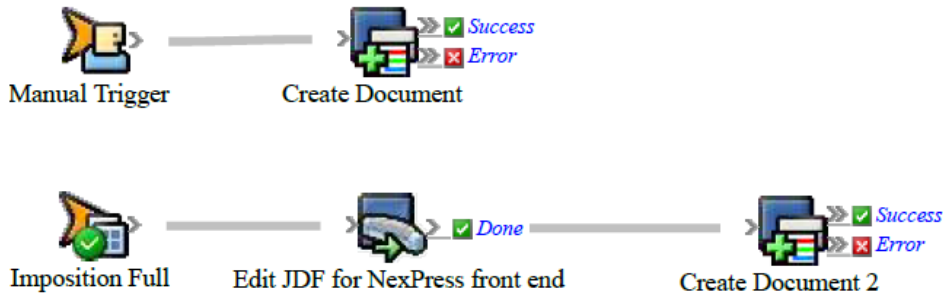 Success
Error
Manual Trigger
Create Document
Done
Success
Error
Imposition Full
Edit JDF for NexPress front end
Create Document 2